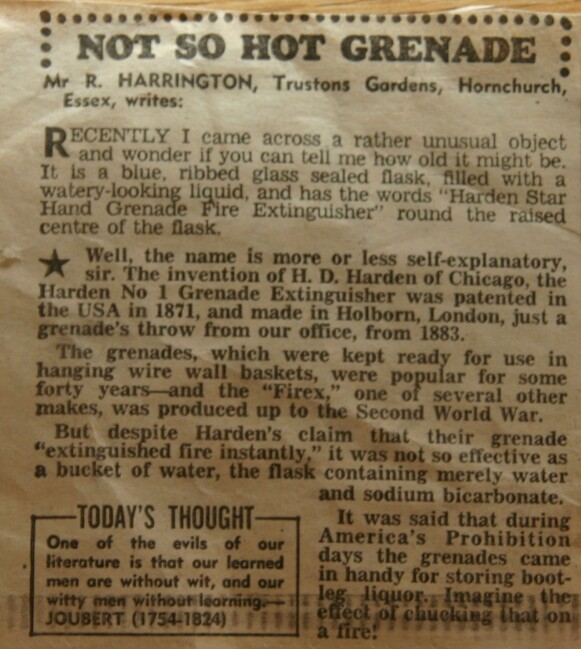 NOT SO HOT GRENADE
Mr R. HARRINGTON, Trustons Gardens, Hornchurch,
Essex, writes:
RECENTLY I came across a rather unusual object
and wonder if you can tell me how old it might be.
It is a blue, ribbed glass sealed flask, filled with a
watery-looking liquid, and has the words "Harden Star
Hand Grenade Fire Extinguisher" round the raised
centre of the flask.
★ Well, the name is more or less self-explanatory,
sir. The invention of H. D. Harden of Chicago, the
Harden No 1 Grenade Extinguisher was patented in
the USA in 1871, and made in Holborn, London, just a
grenade's throw from our office, from 1883.
The grenades, which were kept ready for use in
hanging wire wall baskets, were popular for some
forty years—and the "Firex," one of several other
makes, was produced up to the Second World War.
But despite Harden's claim that their grenade
"extinguished fire instantly," it was not so effective as
a bucket of water, the flask containing merely water
and sodium bicarbonate.
It was said that during
America's Prohibition
days the grenades came
in handy for storing boot-
leg liquor. Imagine the
effect of chucking that on
a fire!
TODAY'S THOUGHT
One of the evils of our
literature is that our learned
men are without wit, and our
witty men without learning.—
JOUBERT (1754-1824)